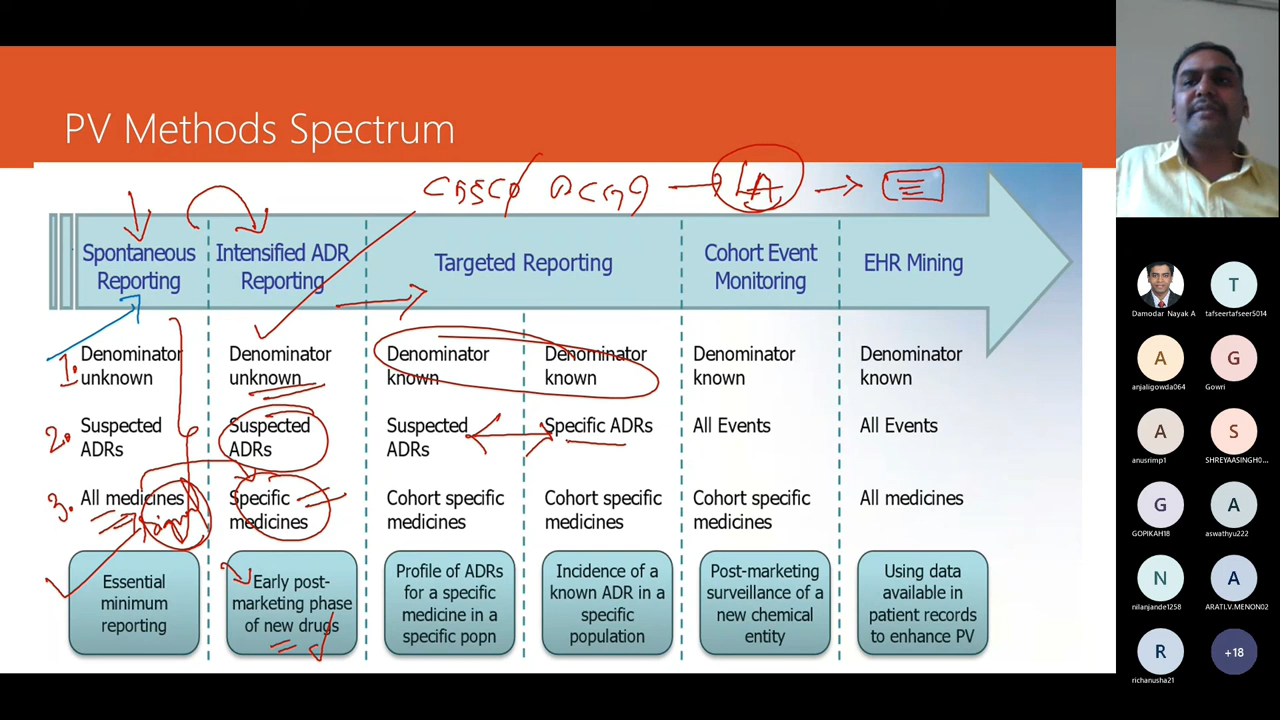 PV Methods Spectrum
CDSCO DCGI
Spontaneous
Reporting
Intensified ADR
Reporting
Targeted Reporting
Cohort Event
Monitoring
EHR Mining
1.
Denominator
unknown
Denominator
unknown
Denominator
known
Denominator
known
Denominator
known
Denominator
known
2.
Suspected
ADRs
Suspected
ADRs
Suspected
ADRs
Specific ADRs
All Events
All Events
3.
All medicines
Specific
medicines
Cohort specific
medicines
Cohort specific
medicines
Cohort specific
medicines
All medicines
Essential
minimum
reporting
Early post-
marketing phase
of new drugs
Profile of ADRs
for a specific
medicine in a
specific popn
Incidence of a
known ADR in a
specific
population
Post-marketing
surveillance of a
new chemical
entity
Using data
available in
patient records
to enhance PV
Damodar Nayak A
T
tafseertafseer5014
A
anjaligowda064
G
Gowri
A
anusrimp1
S
SHREYAASINGH0...
G
GOPIKAH18
A
aswathyu222
N
nilanjande1258
A
ARATI.V.MENON02
R
richanusha21
+18